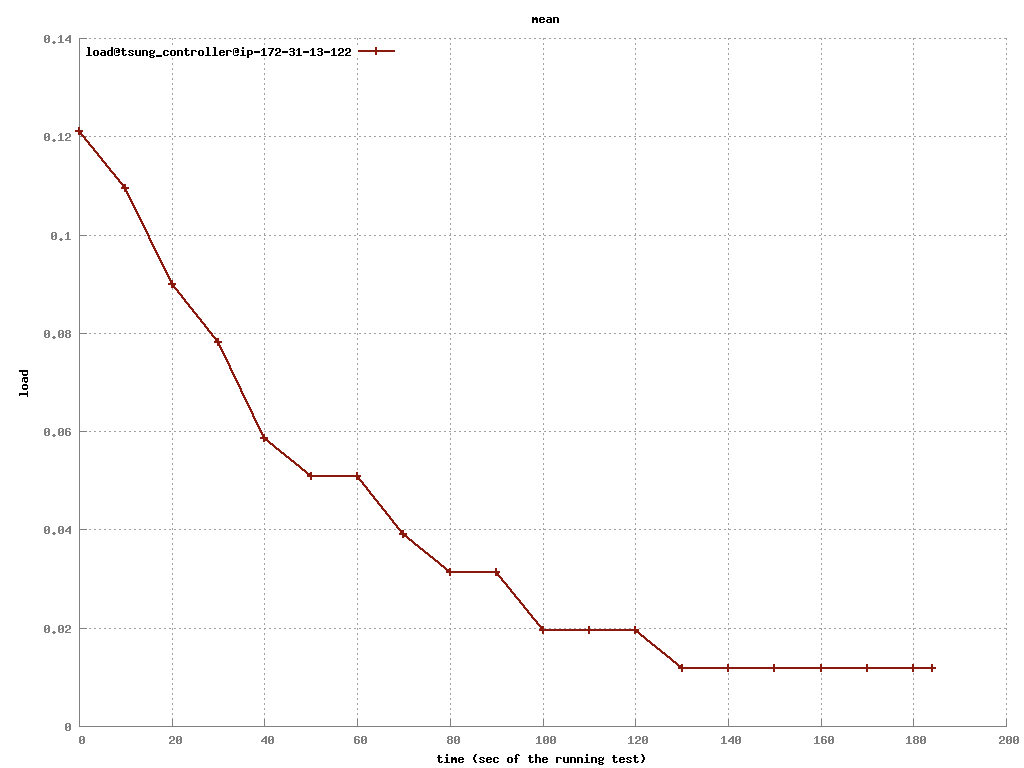 mean
load@tsung_controller@ip-172-31-13-122
0.14
0.12
0.1
0.08
0.06
0.04
0.02
0
load
0 20 40 60 80 100 120 140 160 180 200
time (sec of the running test)